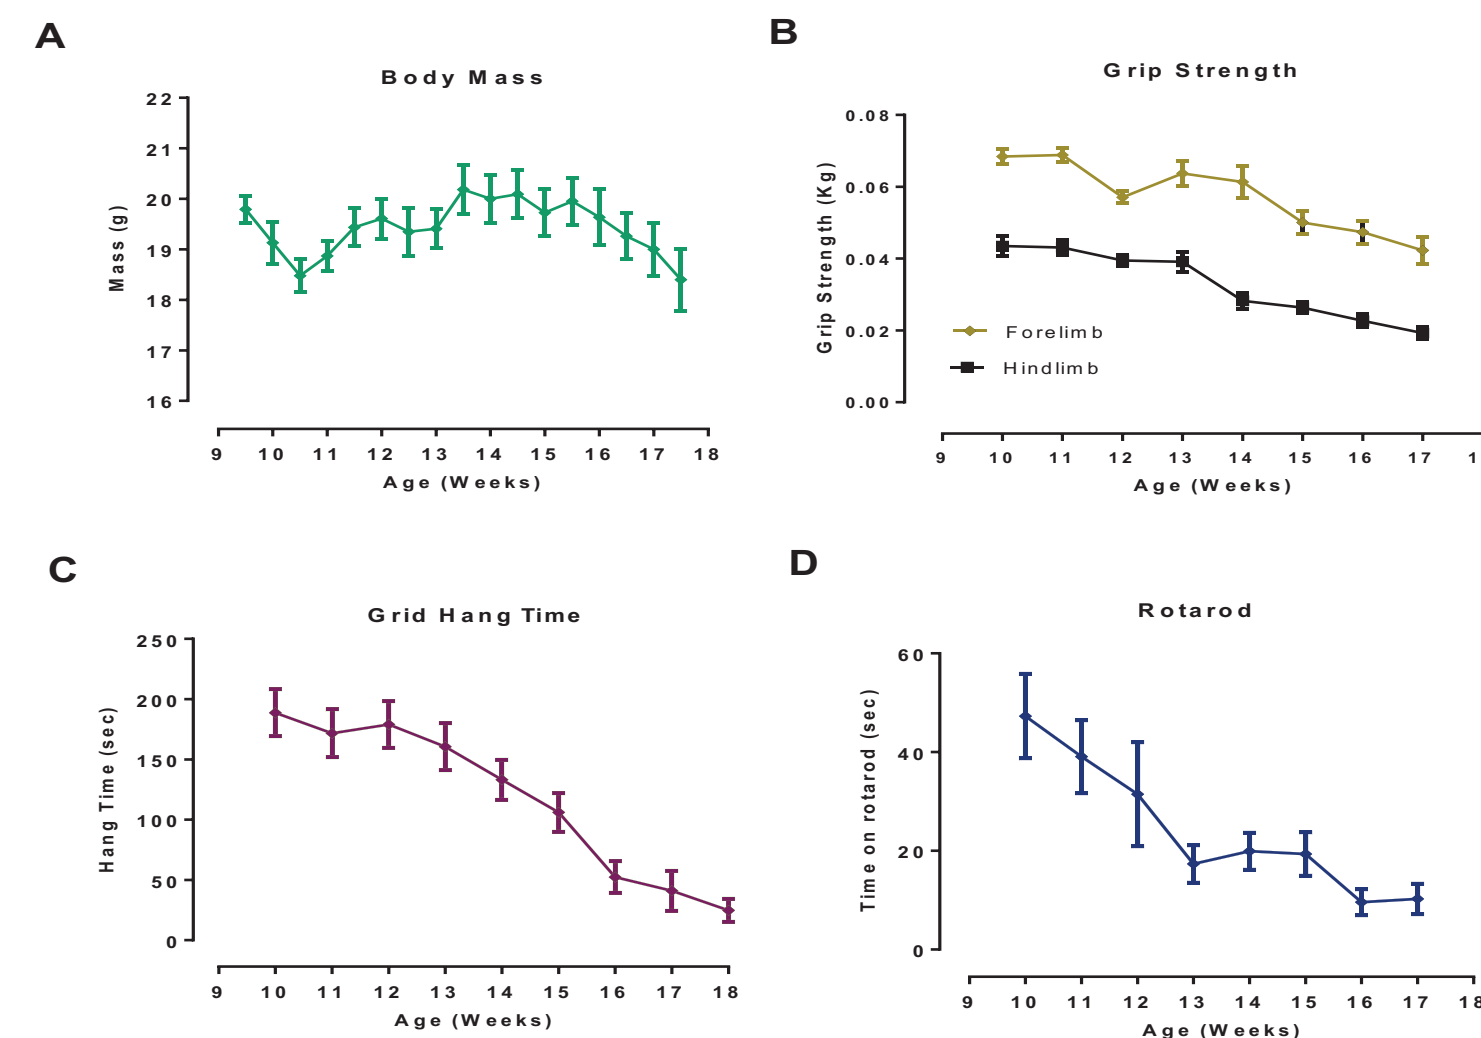 A
Body Mass
22
21
20
19
18
17
16
Mass (g)
9 10 11 12 13 14 15 16 17 18
Age (Weeks)
B
Grip Strength
0.08
0.06
0.04
0.02
0.00
Grip Strength (Kg)
Forelimb
Hindlimb
9 10 11 12 13 14 15 16 17 1
Age (Weeks)
C
Grid Hang Time
250
200
150
100
50
0
Hang Time (sec)
9 10 11 12 13 14 15 16 17 18
Age (Weeks)
D
Rotarod
60
40
20
0
Time on rotarod (sec)
9 10 11 12 13 14 15 16 17 18
Age (Weeks)